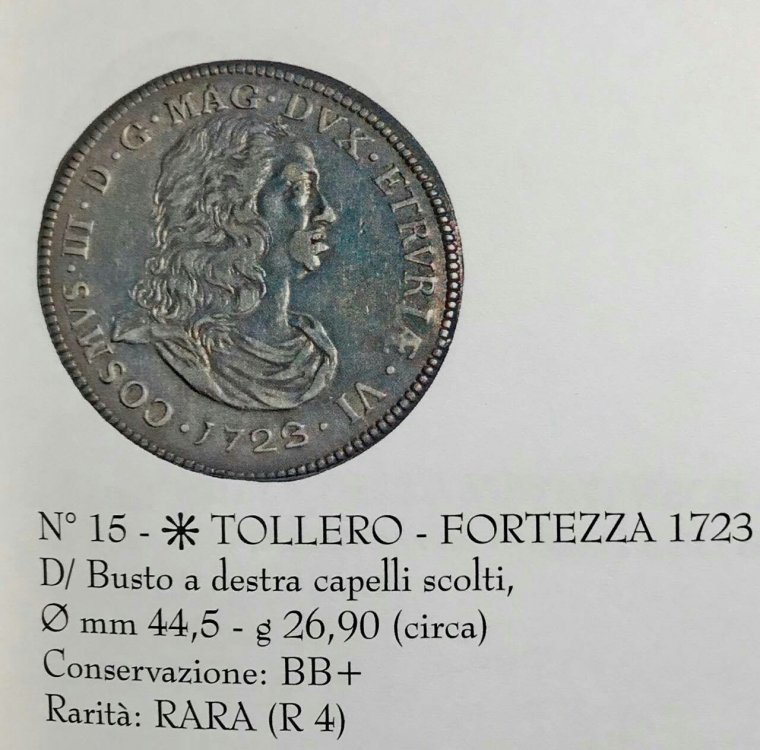 COSMVS · III · D · G · MAG · DVX · ETRVRIÆ · VI
· 1723 ·
N° 15 - ✳ TOLLERO - FORTEZZA 1723
D/ Busto a destra capelli scolti,
Ø mm 44,5 - g 26,90 (circa)
Conservazione: BB+
Rarità: RARA (R 4)